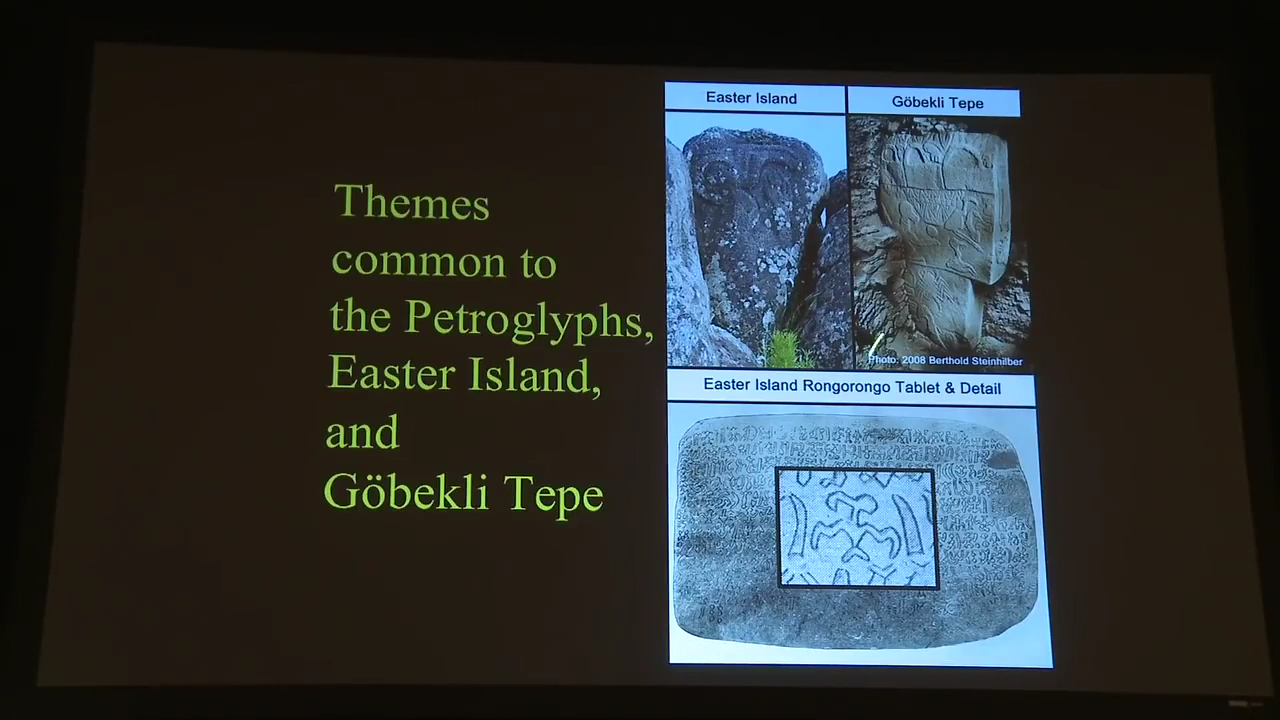 Themes
common to
the Petroglyphs,
Easter Island,
and
Göbekli Tepe
Easter Island
Göbekli Tepe
Photo: 2008 Berthold Steinhilber
Easter Island Rongorongo Tablet & Detail